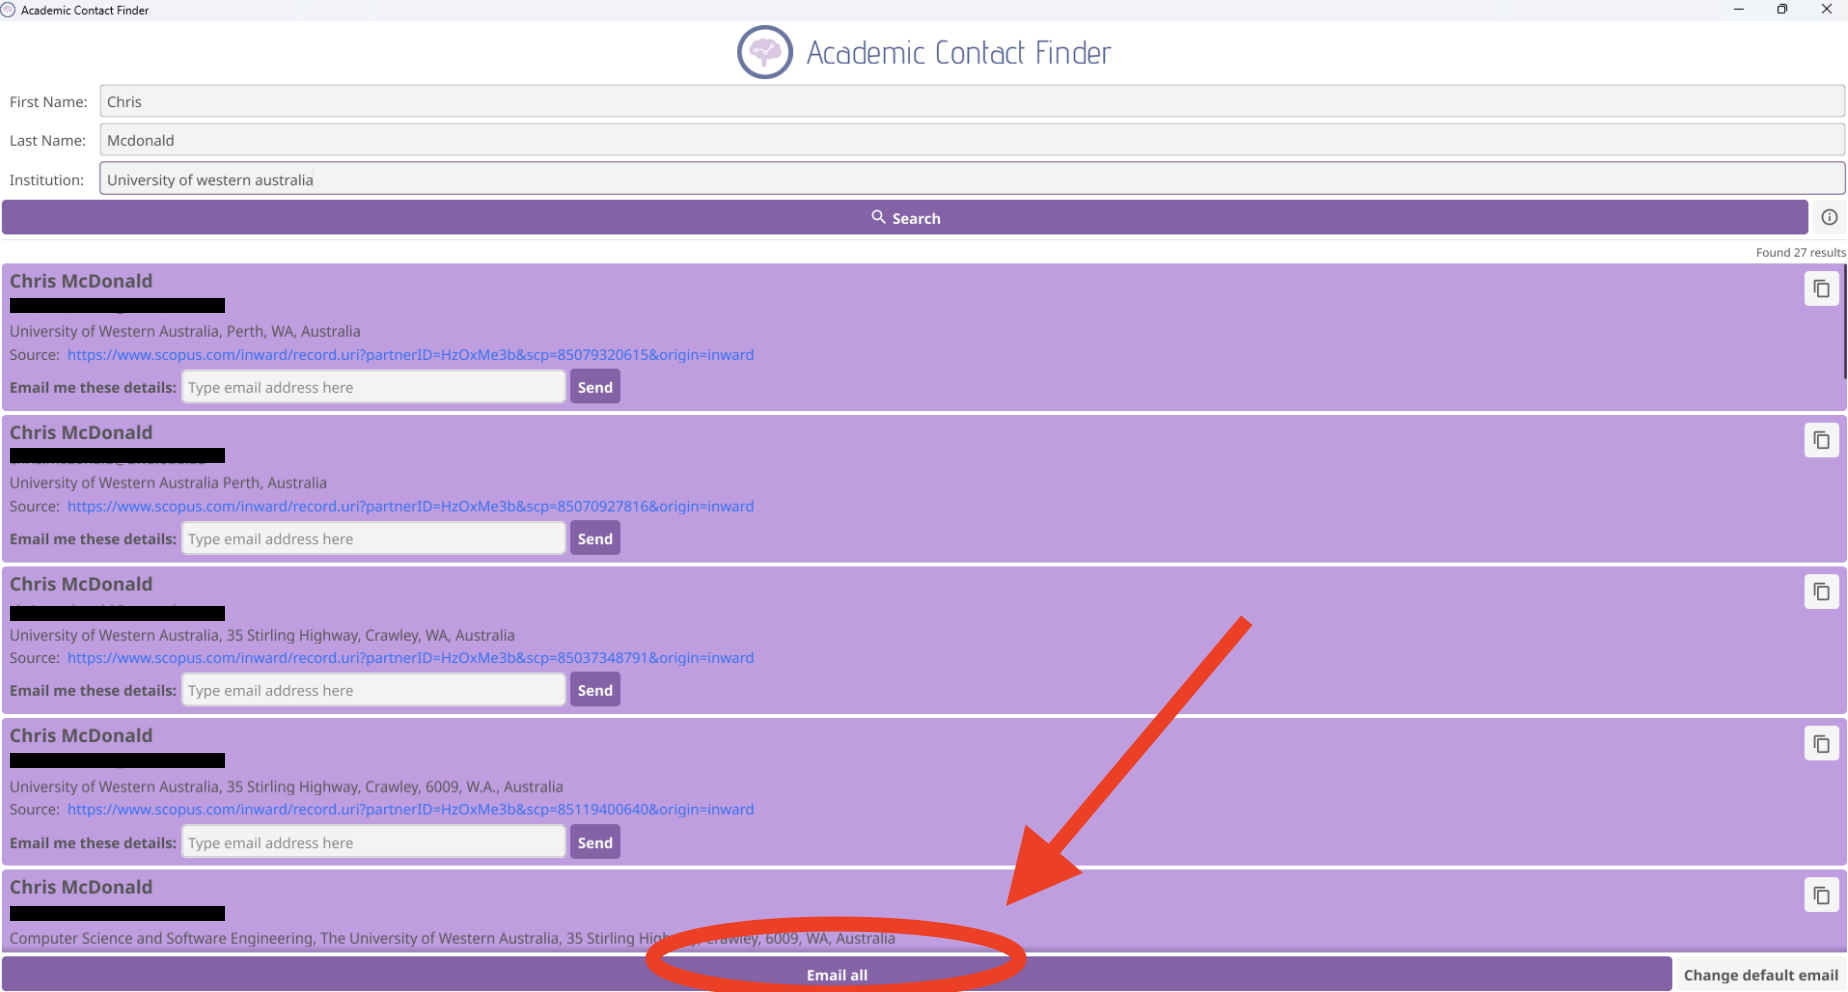 Academic Contact Finder
Academic Contact Finder
First Name: Chris
Last Name: Mcdonald
Institution: University of western australia
Search
Found 27 results
Chris McDonald
University of Western Australia, Perth, WA, Australia
Source: https://www.scopus.com/inward/record.uri?partnerID=HzOxMe3b&scp=85079320615&origin=inward
Email me these details: Type email address here Send
Chris McDonald
University of Western Australia Perth, Australia
Source: https://www.scopus.com/inward/record.uri?partnerID=HzOxMe3b&scp=85070927816&origin=inward
Email me these details: Type email address here Send
Chris McDonald
University of Western Australia, 35 Stirling Highway, Crawley, WA, Australia
Source: https://www.scopus.com/inward/record.uri?partnerID=HzOxMe3b&scp=85037348791&origin=inward
Email me these details: Type email address here Send
Chris McDonald
University of Western Australia, 35 Stirling Highway, Crawley, 6009, W.A., Australia
Source: https://www.scopus.com/inward/record.uri?partnerID=HzOxMe3b&scp=85119400640&origin=inward
Email me these details: Type email address here Send
Chris McDonald
Computer Science and Software Engineering, The University of Western Australia, 35 Stirling Crawley, 6009, WA, Australia
Email all Change default email